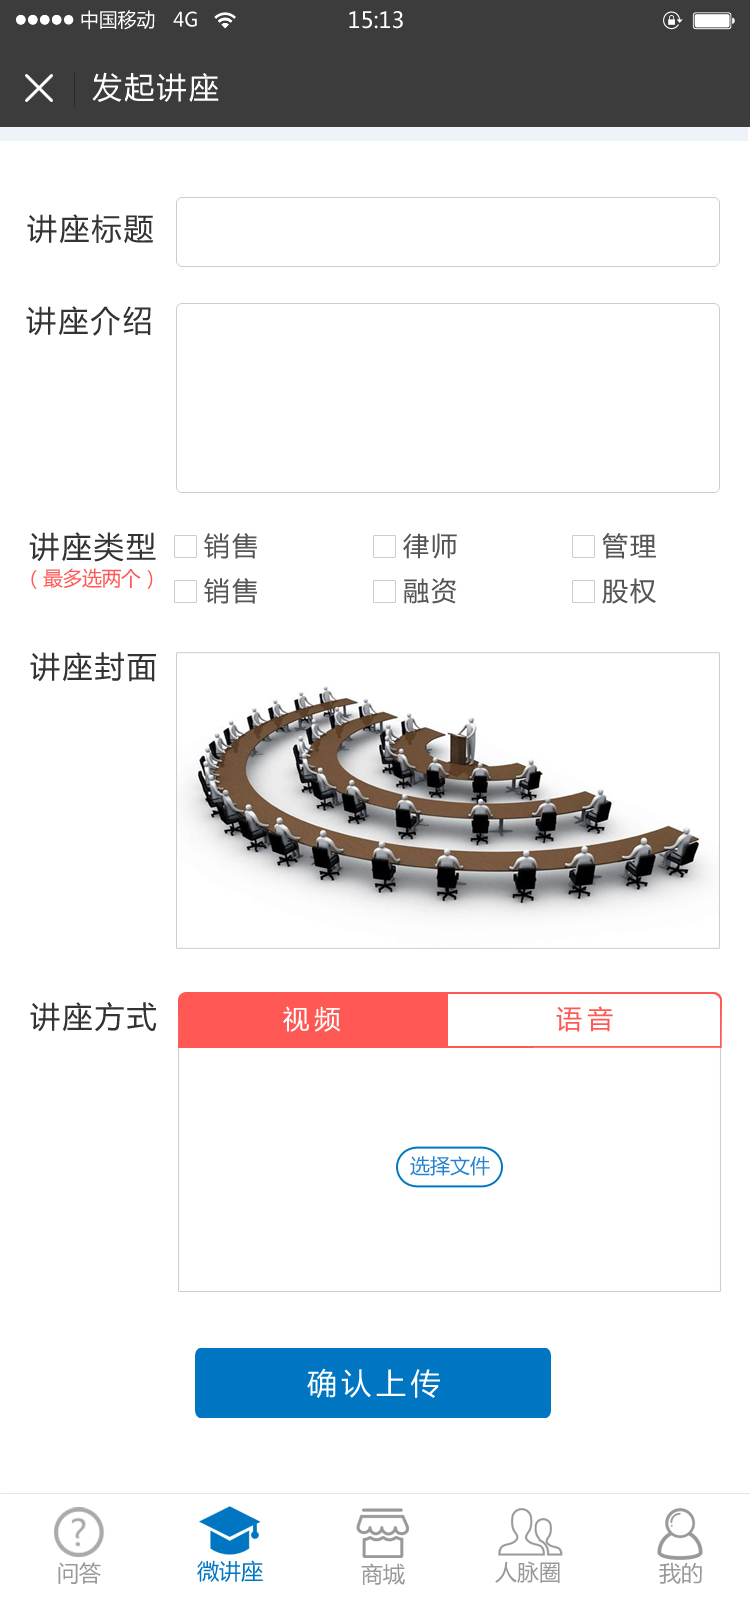 中国移动 4G 15:13
发起讲座
讲座标题
讲座介绍
讲座类型 销售 律师 管理
（最多选两个） 销售 融资 股权
讲座封面
讲座方式 视频 语音
选择文件
确认上传
问答 微讲座 商城 人脉圈 我的